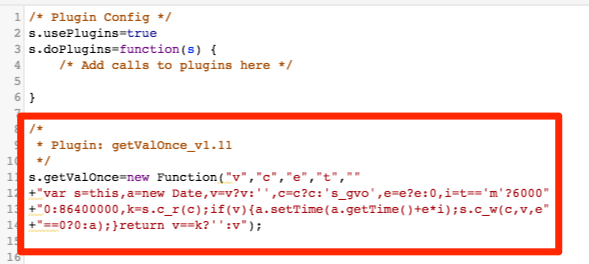 1 /* Plugin Config */
2 s.usePlugins=true
3 s.doPlugins=function(s) {
4 /* Add calls to plugins here */
5
6 }
7
8 /*
9 * Plugin: getValOnce_v1.11
10 */
11 s.getValOnce=new Function("v","c","e","t",""
12 +"var s=this,a=new Date,v=v?v:'',c=c?c:'s_gvo',e=e?e:0,i=t=='m'?6000"
13 +"0:86400000,k=s.c_r(c);if(v){a.setTime(a.getTime()+e*i);s.c_w(c,v,e"
14 +"==0?0:a);}return v==k?'':v");
15
16